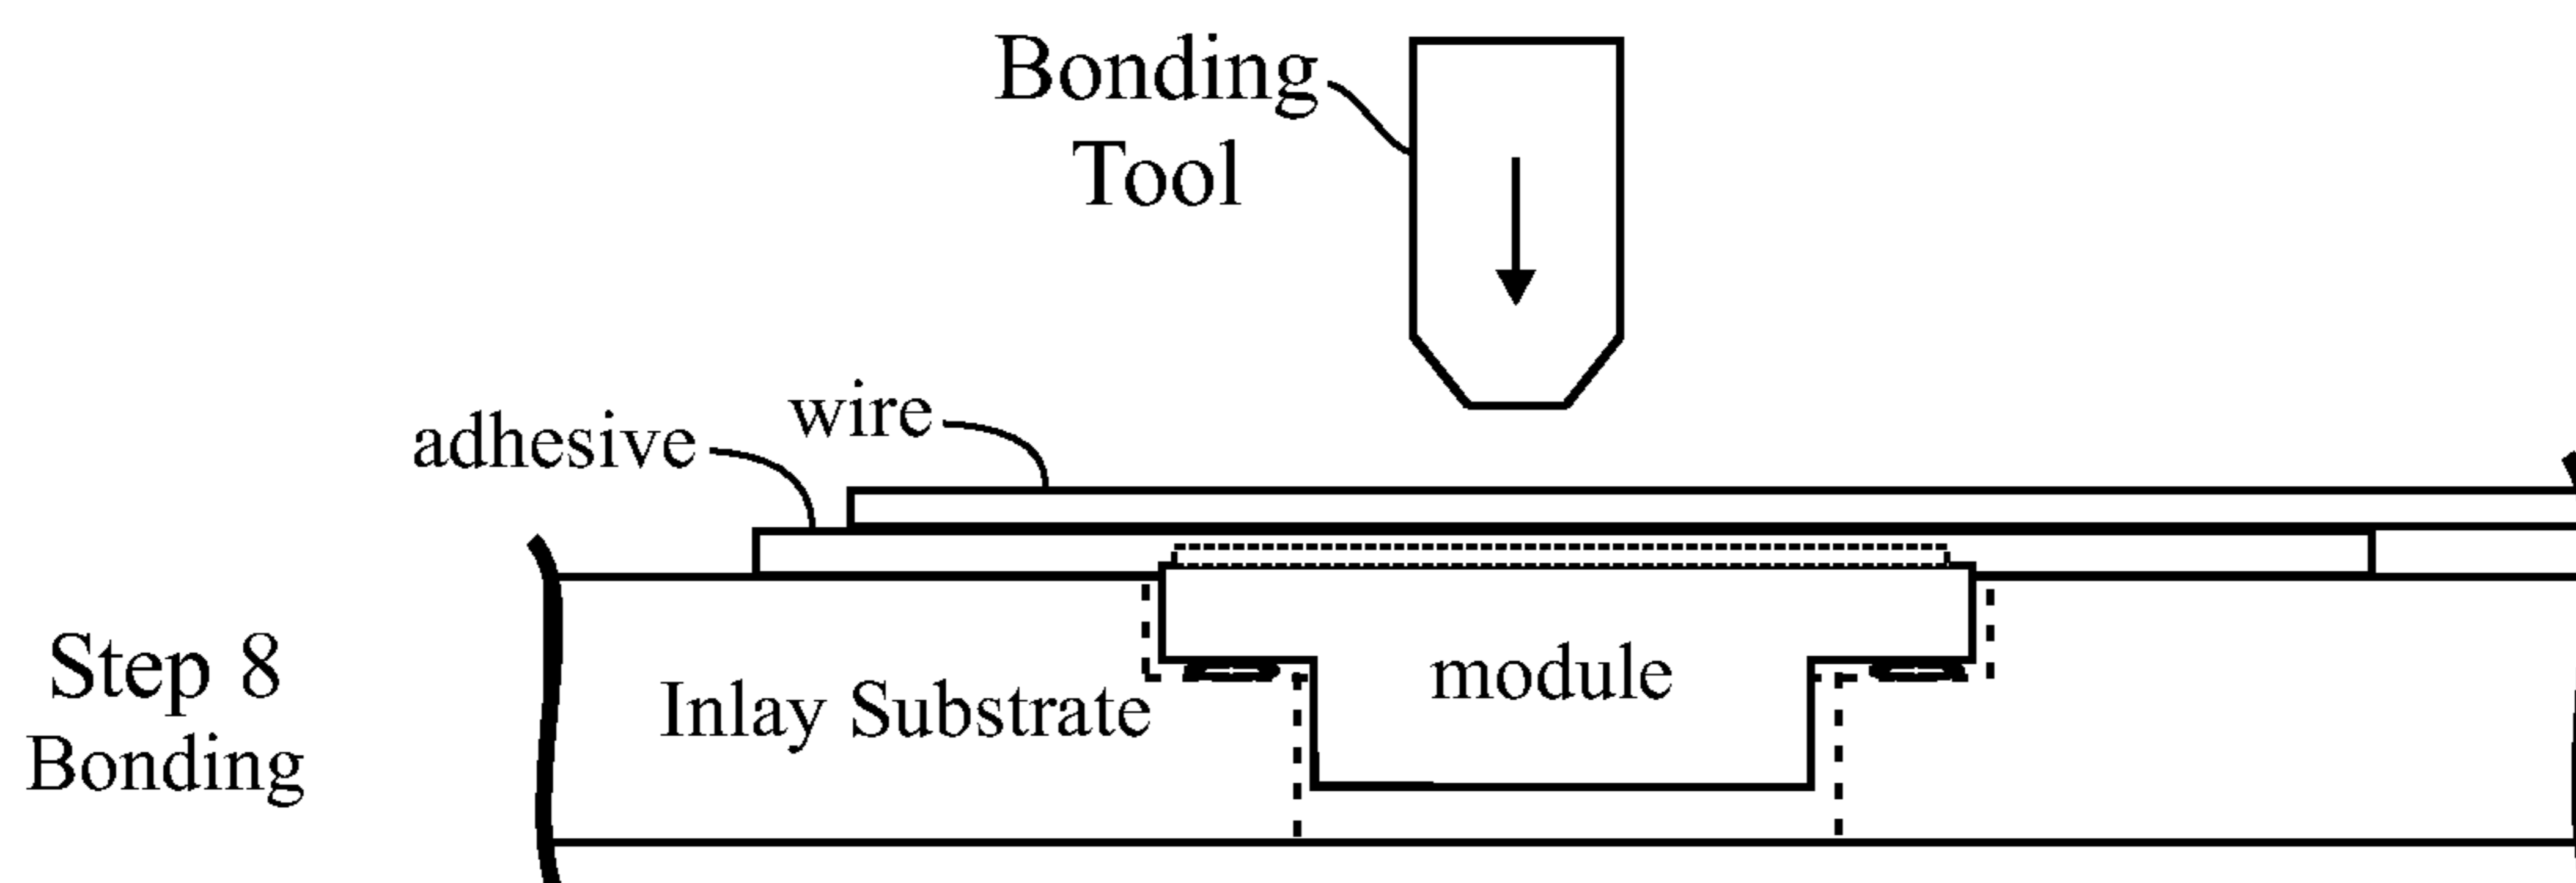 Bonding
Tool
wire
adhesive
Step 8
Bonding
Inlay Substrate
module